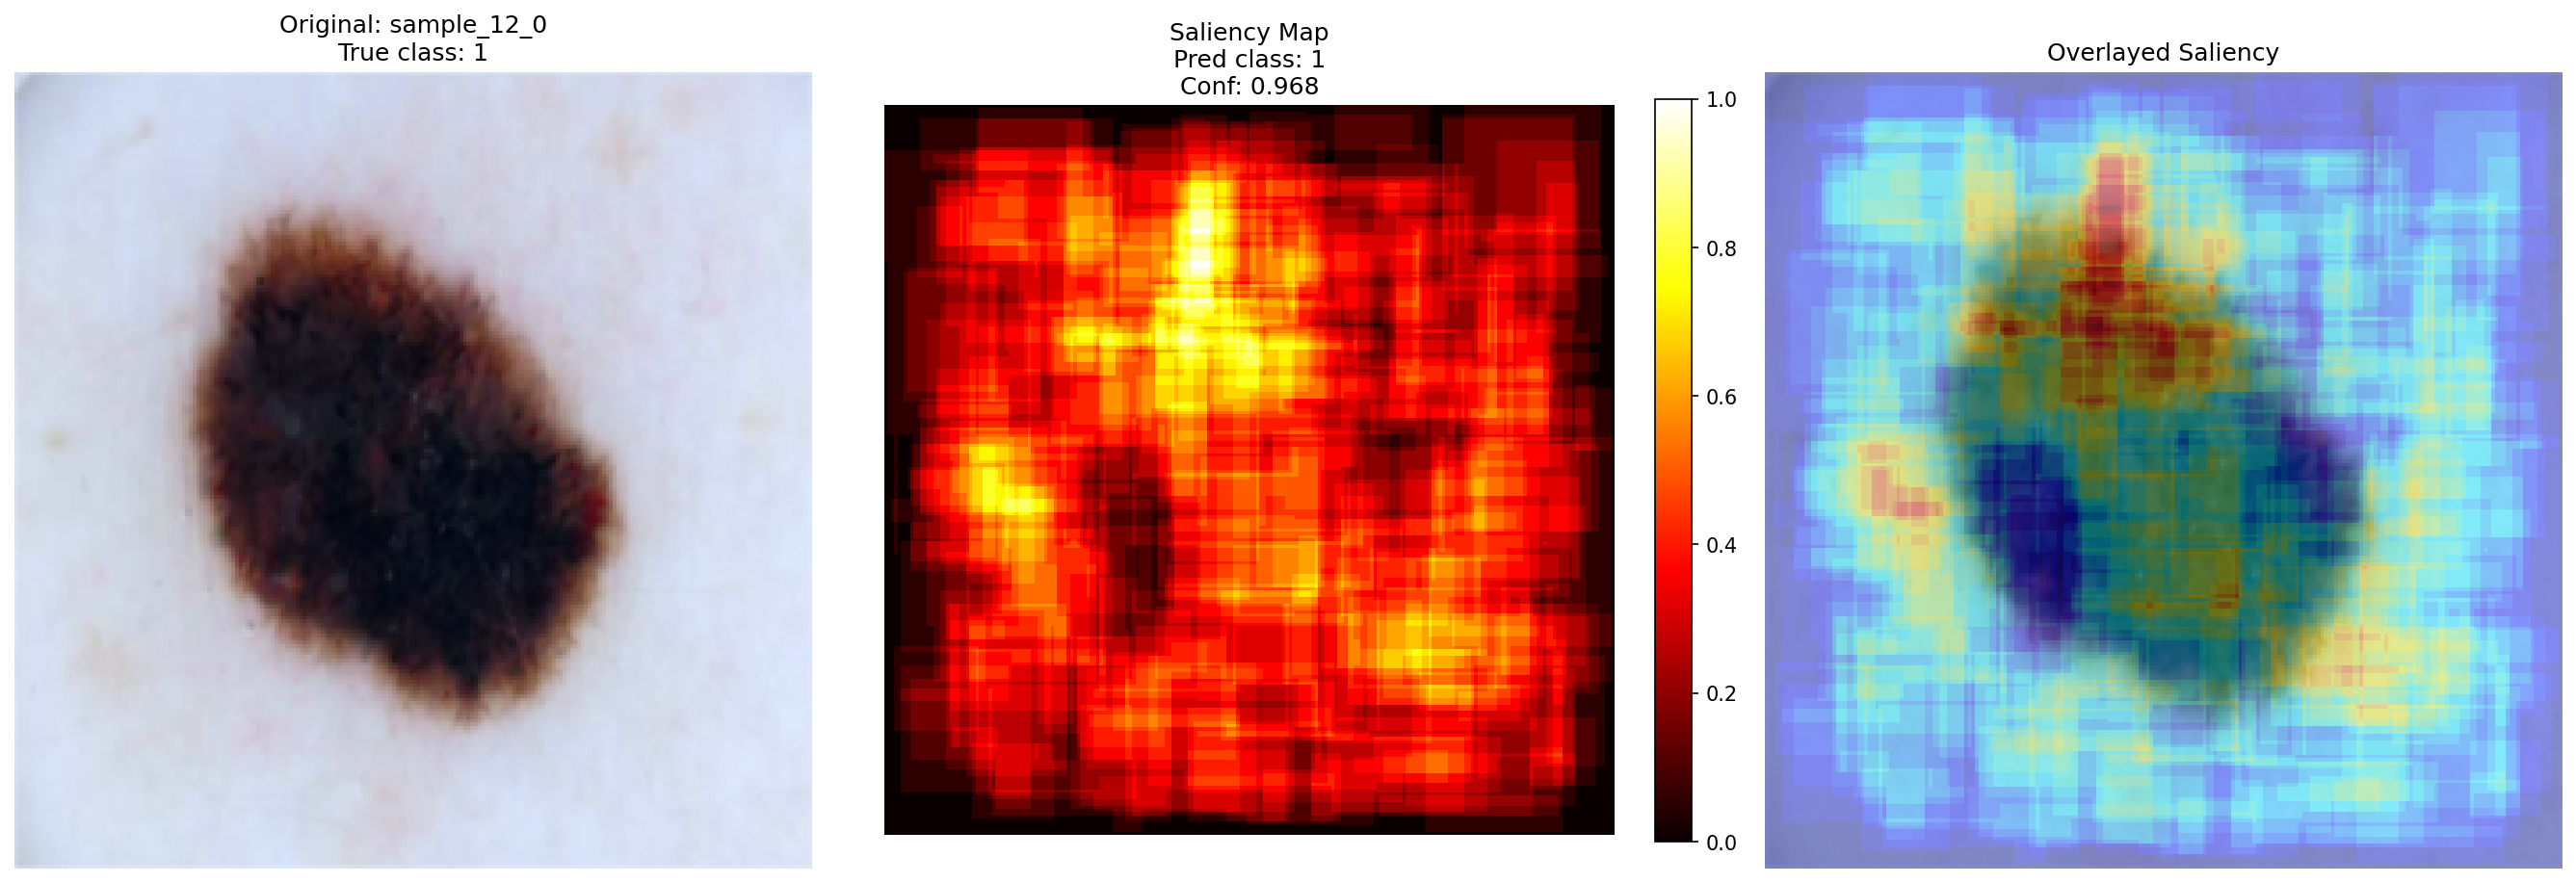 Original: sample_12_0
True class: 1
Saliency Map
Pred class: 1
Conf: 0.968
1.0
0.8
0.6
0.4
0.2
0.0
Overlayed Saliency